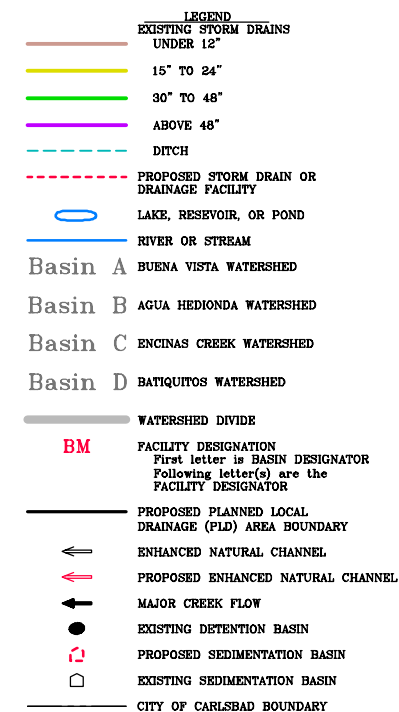 LEGEND
EXISTING STORM DRAINS
UNDER 12"
15" TO 24"
30" TO 48"
ABOVE 48"
DITCH
PROPOSED STORM DRAIN OR
DRAINAGE FACILITY
LAKE, RESEVOIR, OR POND
RIVER OR STREAM
Basin A BUENA VISTA WATERSHED
Basin B AGUA HEDIONDA WATERSHED
Basin C ENCINAS CREEK WATERSHED
Basin D BATIQUITOS WATERSHED
WATERSHED DIVIDE
BM FACILITY DESIGNATION
First letter is BASIN DESIGNATOR
Following letter(s) are the
FACILITY DESIGNATOR
PROPOSED PLANNED LOCAL
DRAINAGE (PLD) AREA BOUNDARY
ENHANCED NATURAL CHANNEL
PROPOSED ENHANCED NATURAL CHANNEL
MAJOR CREEK FLOW
EXISTING DETENTION BASIN
PROPOSED SEDIMENTATION BASIN
EXISTING SEDIMENTATION BASIN
CITY OF CARLSBAD BOUNDARY